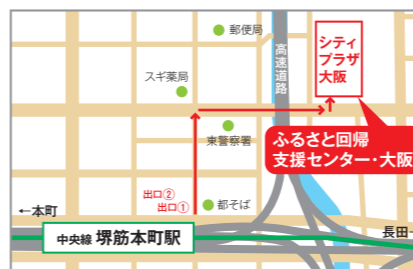 郵便局
高速道路
シティ
プラザ
大阪
スギ薬局
東警察署
ふるさと回帰
支援センター・大阪
出口②
出口①
都そば
←本町
長田
中央線 堺筋本町駅